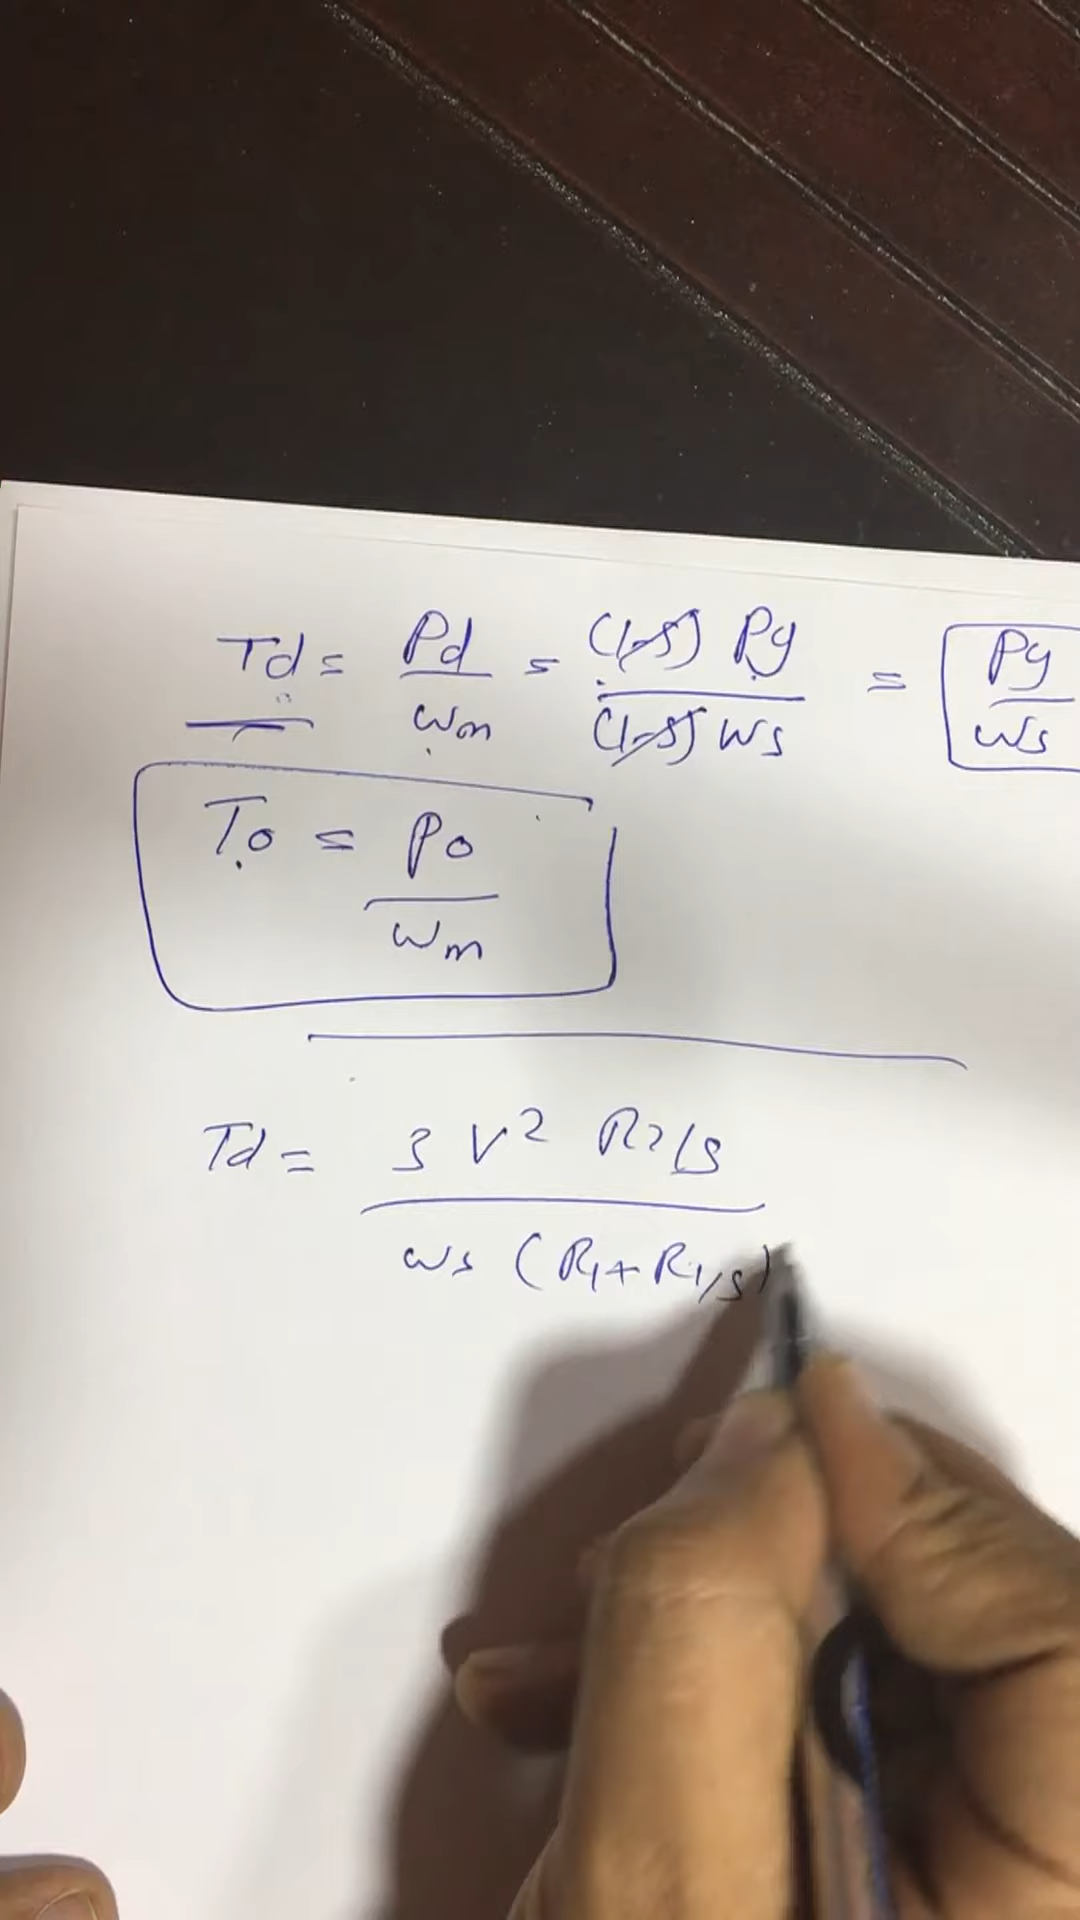 Td = Pd/ωm = (1-s) Pg/(1-s) ωs = Pg/ωs
To = Po/ωm
Td = 3 V² R2/s
ωs (R1 + R2/s)